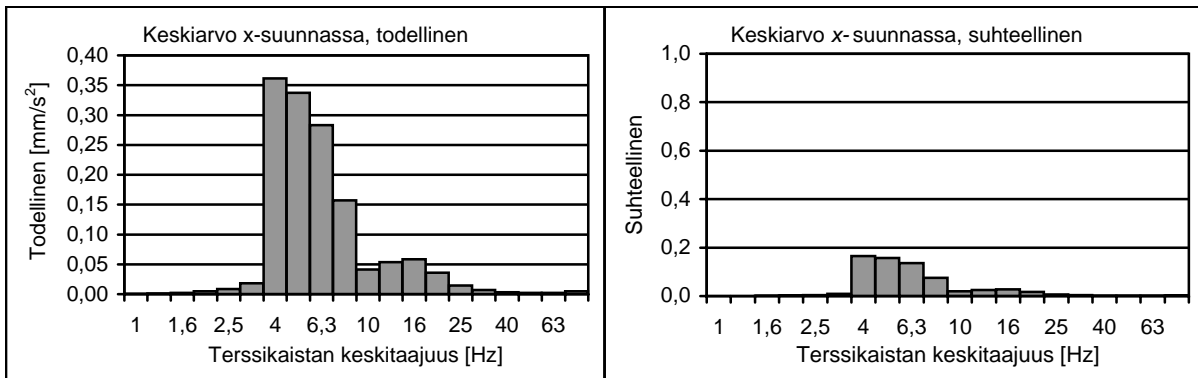 Keskiarvo x-suunnassa, todellinen
Todellinen [mm/s²]
0,40
0,35
0,30
0,25
0,20
0,15
0,10
0,05
0,00
1 1,6 2,5 4 6,3 10 16 25 40 63
Terssikaistan keskitaajuus [Hz]
Keskiarvo x-suunnassa, suhteellinen
Suhteellinen
1,0
0,8
0,6
0,4
0,2
0,0
1 1,6 2,5 4 6,3 10 16 25 40 63
Terssikaistan keskitaajuus [Hz]